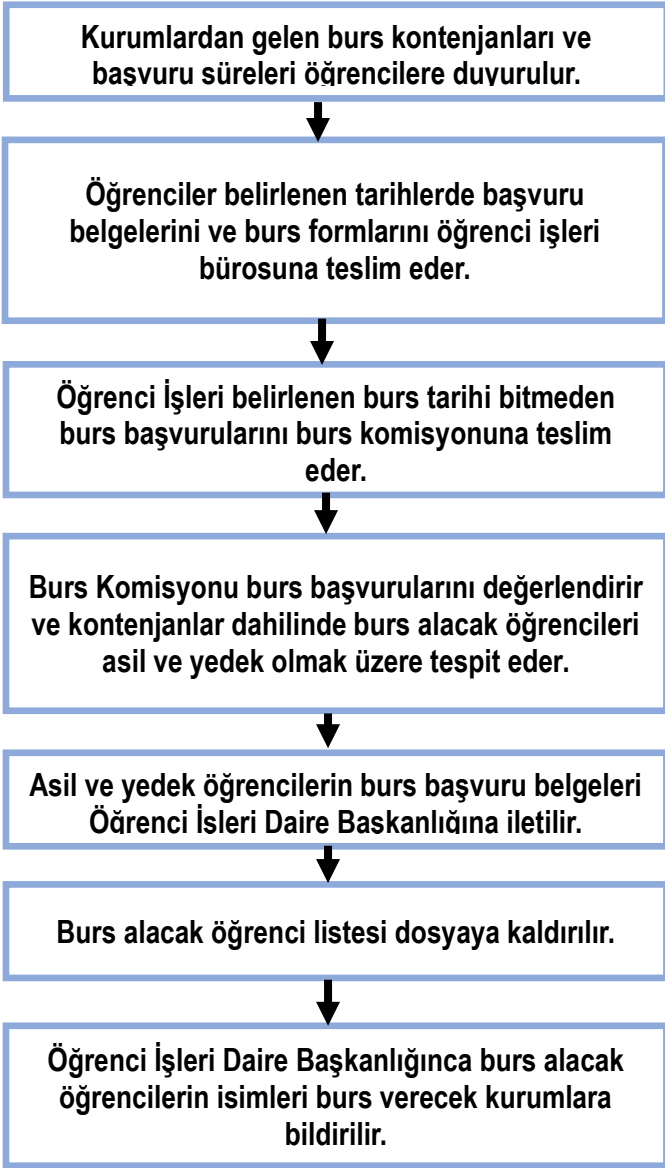 Kurumlardan gelen burs kontenjanları ve
başvuru süreleri öğrencilere duyurulur.
Öğrenciler belirlenen tarihlerde başvuru
belgelerini ve burs formlarını öğrenci işleri
bürosuna teslim eder.
Öğrenci İşleri belirlenen burs tarihi bitmeden
burs başvurularını burs komisyonuna teslim
eder.
Burs Komisyonu burs başvurularını değerlendirir
ve kontenjanlar dahilinde burs alacak öğrencileri
asil ve yedek olmak üzere tespit eder.
Asil ve yedek öğrencilerin burs başvuru belgeleri
Öğrenci İşleri Daire Başkanlığına iletilir.
Burs alacak öğrenci listesi dosyaya kaldırılır.
Öğrenci İşleri Daire Başkanlığınca burs alacak
öğrencilerin isimleri burs verecek kurumlara
bildirilir.